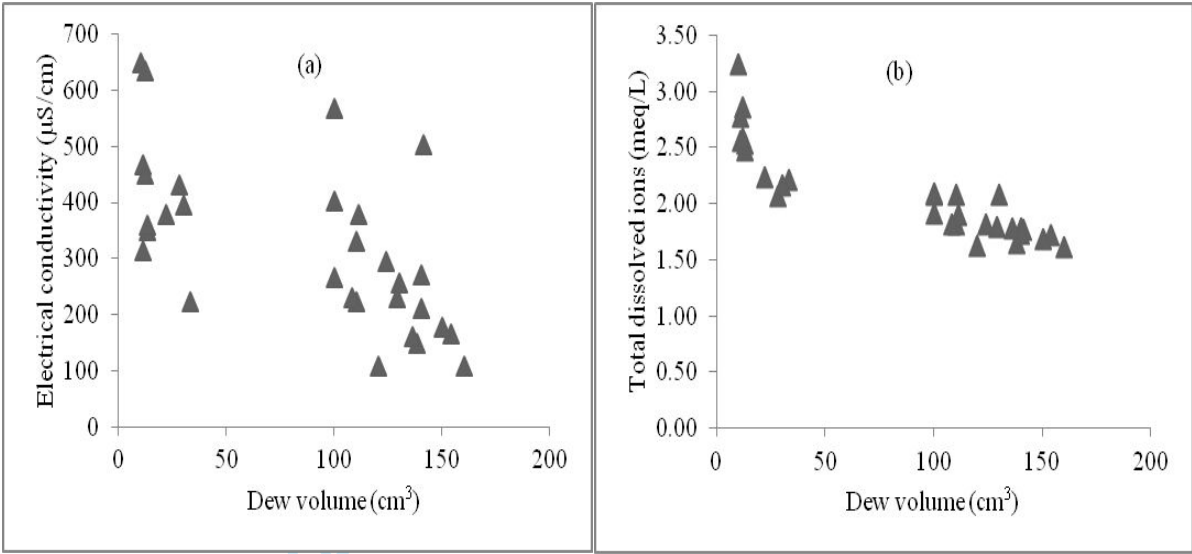 (a)
Electrical conductivity (µS/cm)
700
600
500
400
300
200
100
0
0 50 100 150 200
Dew volume (cm³)
(b)
Total dissolved ions (meq/L)
3.50
3.00
2.50
2.00
1.50
1.00
0.50
0.00
0 50 100 150 200
Dew volume (cm³)